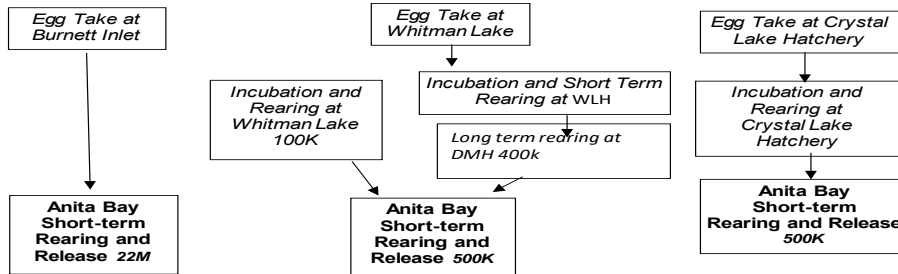 Egg Take at
Burnett Inlet
Anita Bay
Short-term
Rearing and
Release 22M
Egg Take at
Whitman Lake
Incubation and Short Term
Rearing at WLH
Incubation and
Rearing at
Whitman Lake
100K
Long term rearing at
DMH 400k
Anita Bay
Short-term
Rearing and
Release 500K
Egg Take at Crystal
Lake Hatchery
Incubation and
Rearing at
Crystal Lake
Hatchery
Anita Bay
Short-term
Rearing and Release
500K